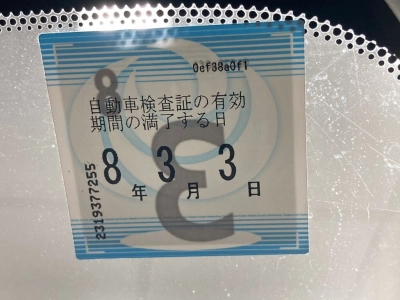 0ef38a0f1
自動車検査証の有効
期間の満了する日
8年3月3日
2319377255